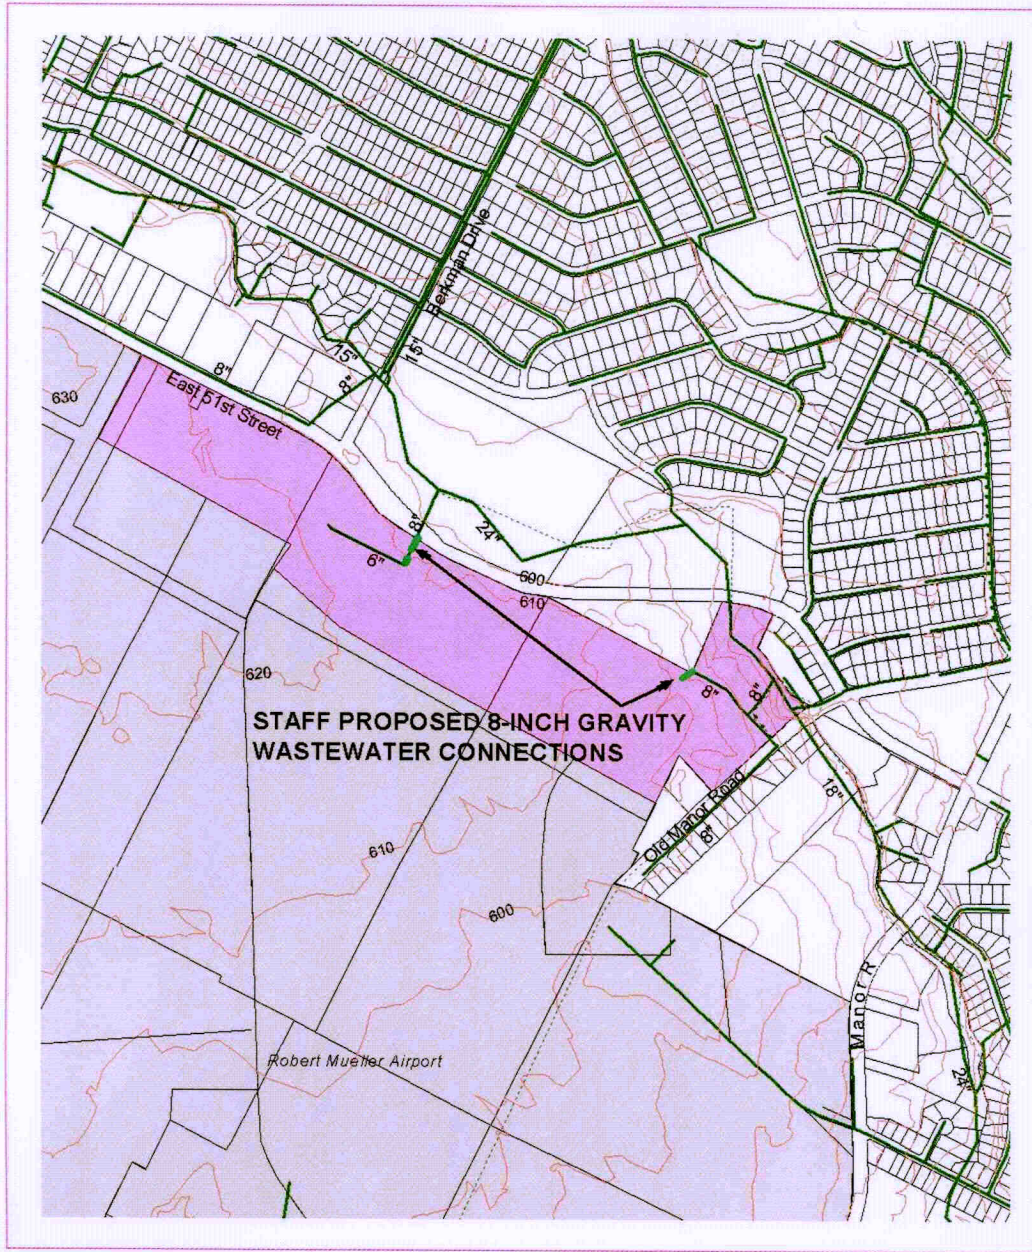 Berkman Drive
15"
15"
8"
8"
East 51st Street
630
8"
24"
6"
600
610
620
8"
8"
STAFF PROPOSED 8-INCH GRAVITY
WASTEWATER CONNECTIONS
Old Manor Road
8"
18"
610
600
Manor R
Robert Mueller Airport
24"